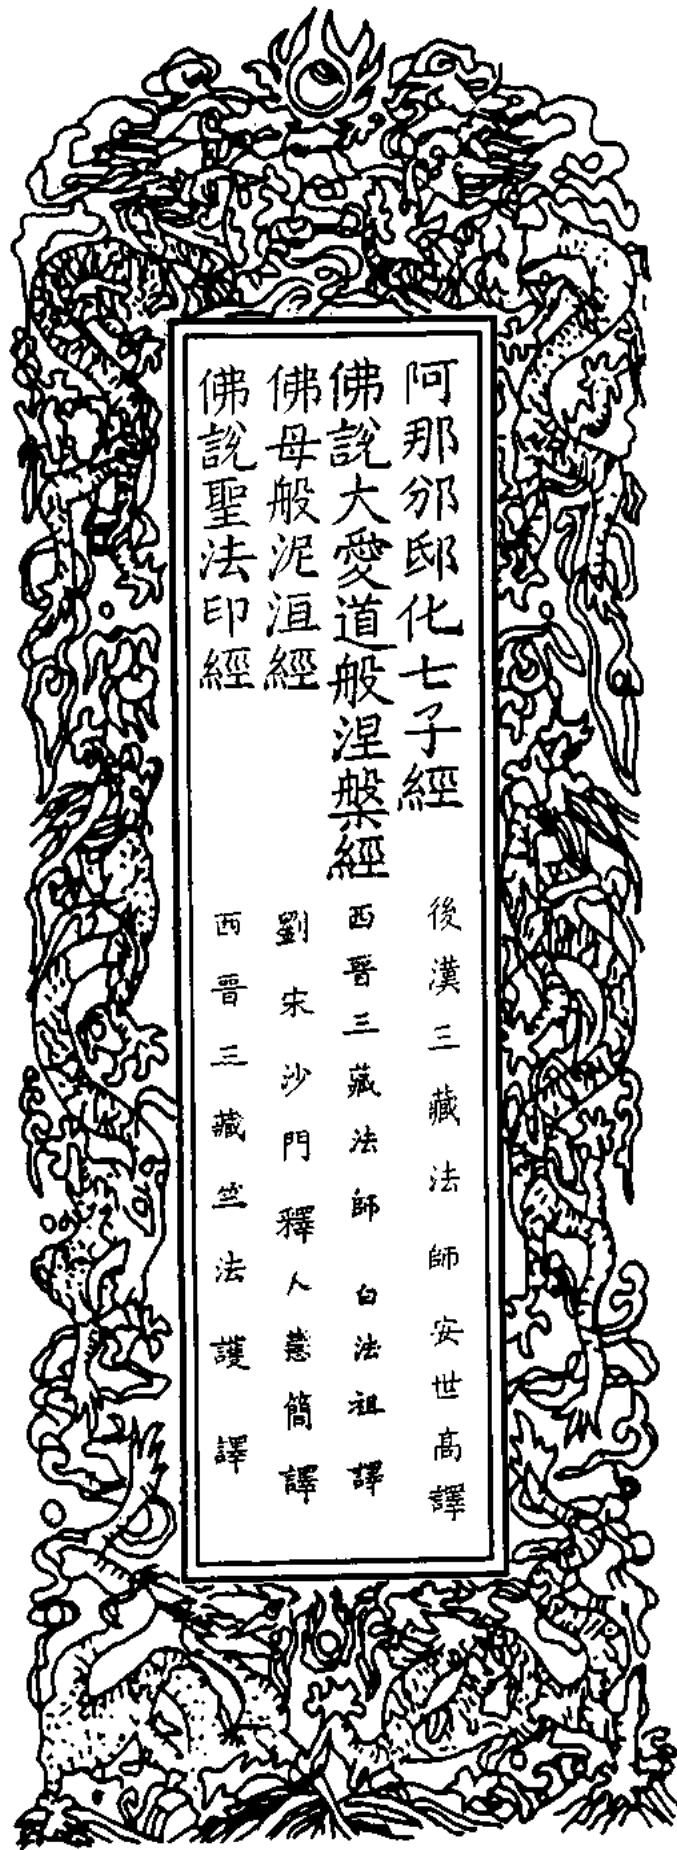 阿那邠邸化七子經 後漢三藏法師安世高譯
佛說大愛道般涅槃經 西晉三藏法師白法祖譯
佛母般泥洹經 劉宋沙門釋人慧簡譯
佛說聖法印經 西晉三藏竺法護譯